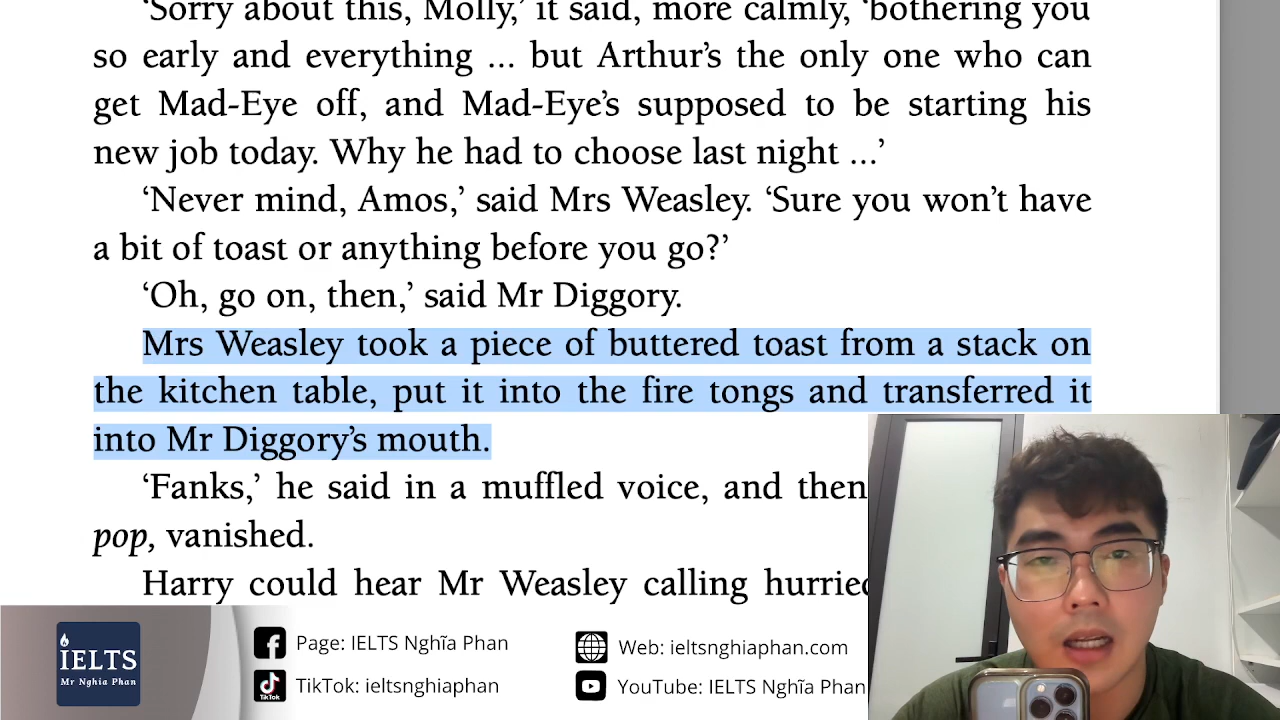 ‘Sorry about this, Molly,’ it said, more calmly, ‘bothering you
so early and everything ... but Arthur’s the only one who can
get Mad-Eye off, and Mad-Eye’s supposed to be starting his
new job today. Why he had to choose last night ...’
‘Never mind, Amos,’ said Mrs Weasley. ‘Sure you won’t have
a bit of toast or anything before you go?’
‘Oh, go on, then,’ said Mr Diggory.
Mrs Weasley took a piece of buttered toast from a stack on
the kitchen table, put it into the fire tongs and transferred it
into Mr Diggory’s mouth.
‘Fanks,’ he said in a muffled voice, and then
pop, vanished.
Harry could hear Mr Weasley calling
IELTS
Mr Nghia Phan
Page: IELTS Nghĩa Phan
TikTok: ieltsnghiaphan
TikTok
Web: ieltsnghiaphan.com
YouTube: IELTS Nghĩa Phan